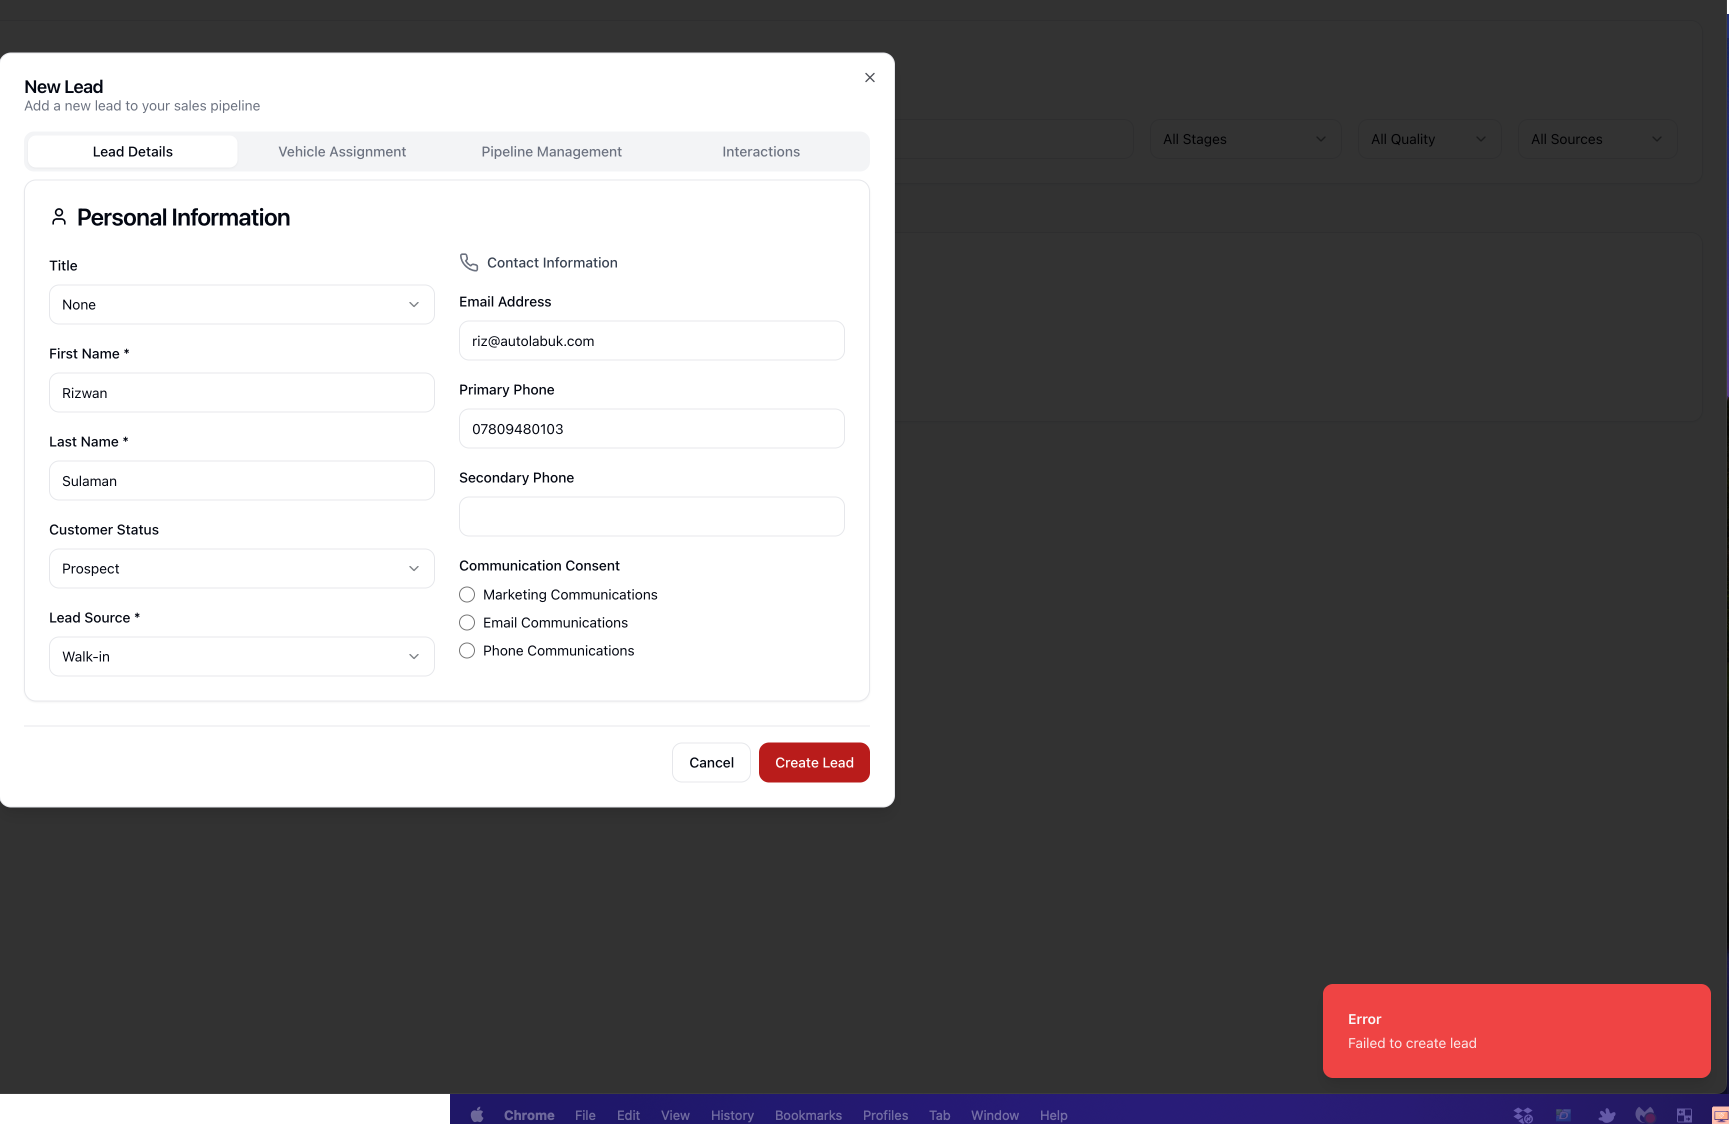 New Lead
Add a new lead to your sales pipeline
Lead Details
Vehicle Assignment
Pipeline Management
Interactions
All Stages
All Quality
All Sources
Personal Information
Title
None
First Name *
Rizwan
Last Name *
Sulaman
Customer Status
Prospect
Lead Source *
Walk-in
Contact Information
Email Address
riz@autolabuk.com
Primary Phone
07809480103
Secondary Phone
Communication Consent
Marketing Communications
Email Communications
Phone Communications
Cancel
Create Lead
Error
Failed to create lead
Chrome File Edit View History Bookmarks Profiles Tab Window Help